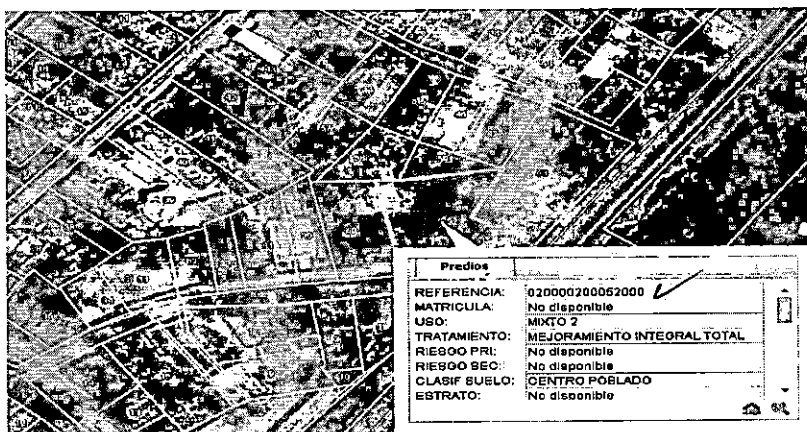 Predios
REFERENCIA: 020000200052000
MATRICULA: No disponible
USO: MIXTO 2
TRATAMIENTO: MEJORAMIENTO INTEGRAL TOTAL
RIESGO PRI: No disponible
RIESGO SEC: No disponible
CLASIF SUELO: CENTRO POBLADO
ESTRATO: No disponible